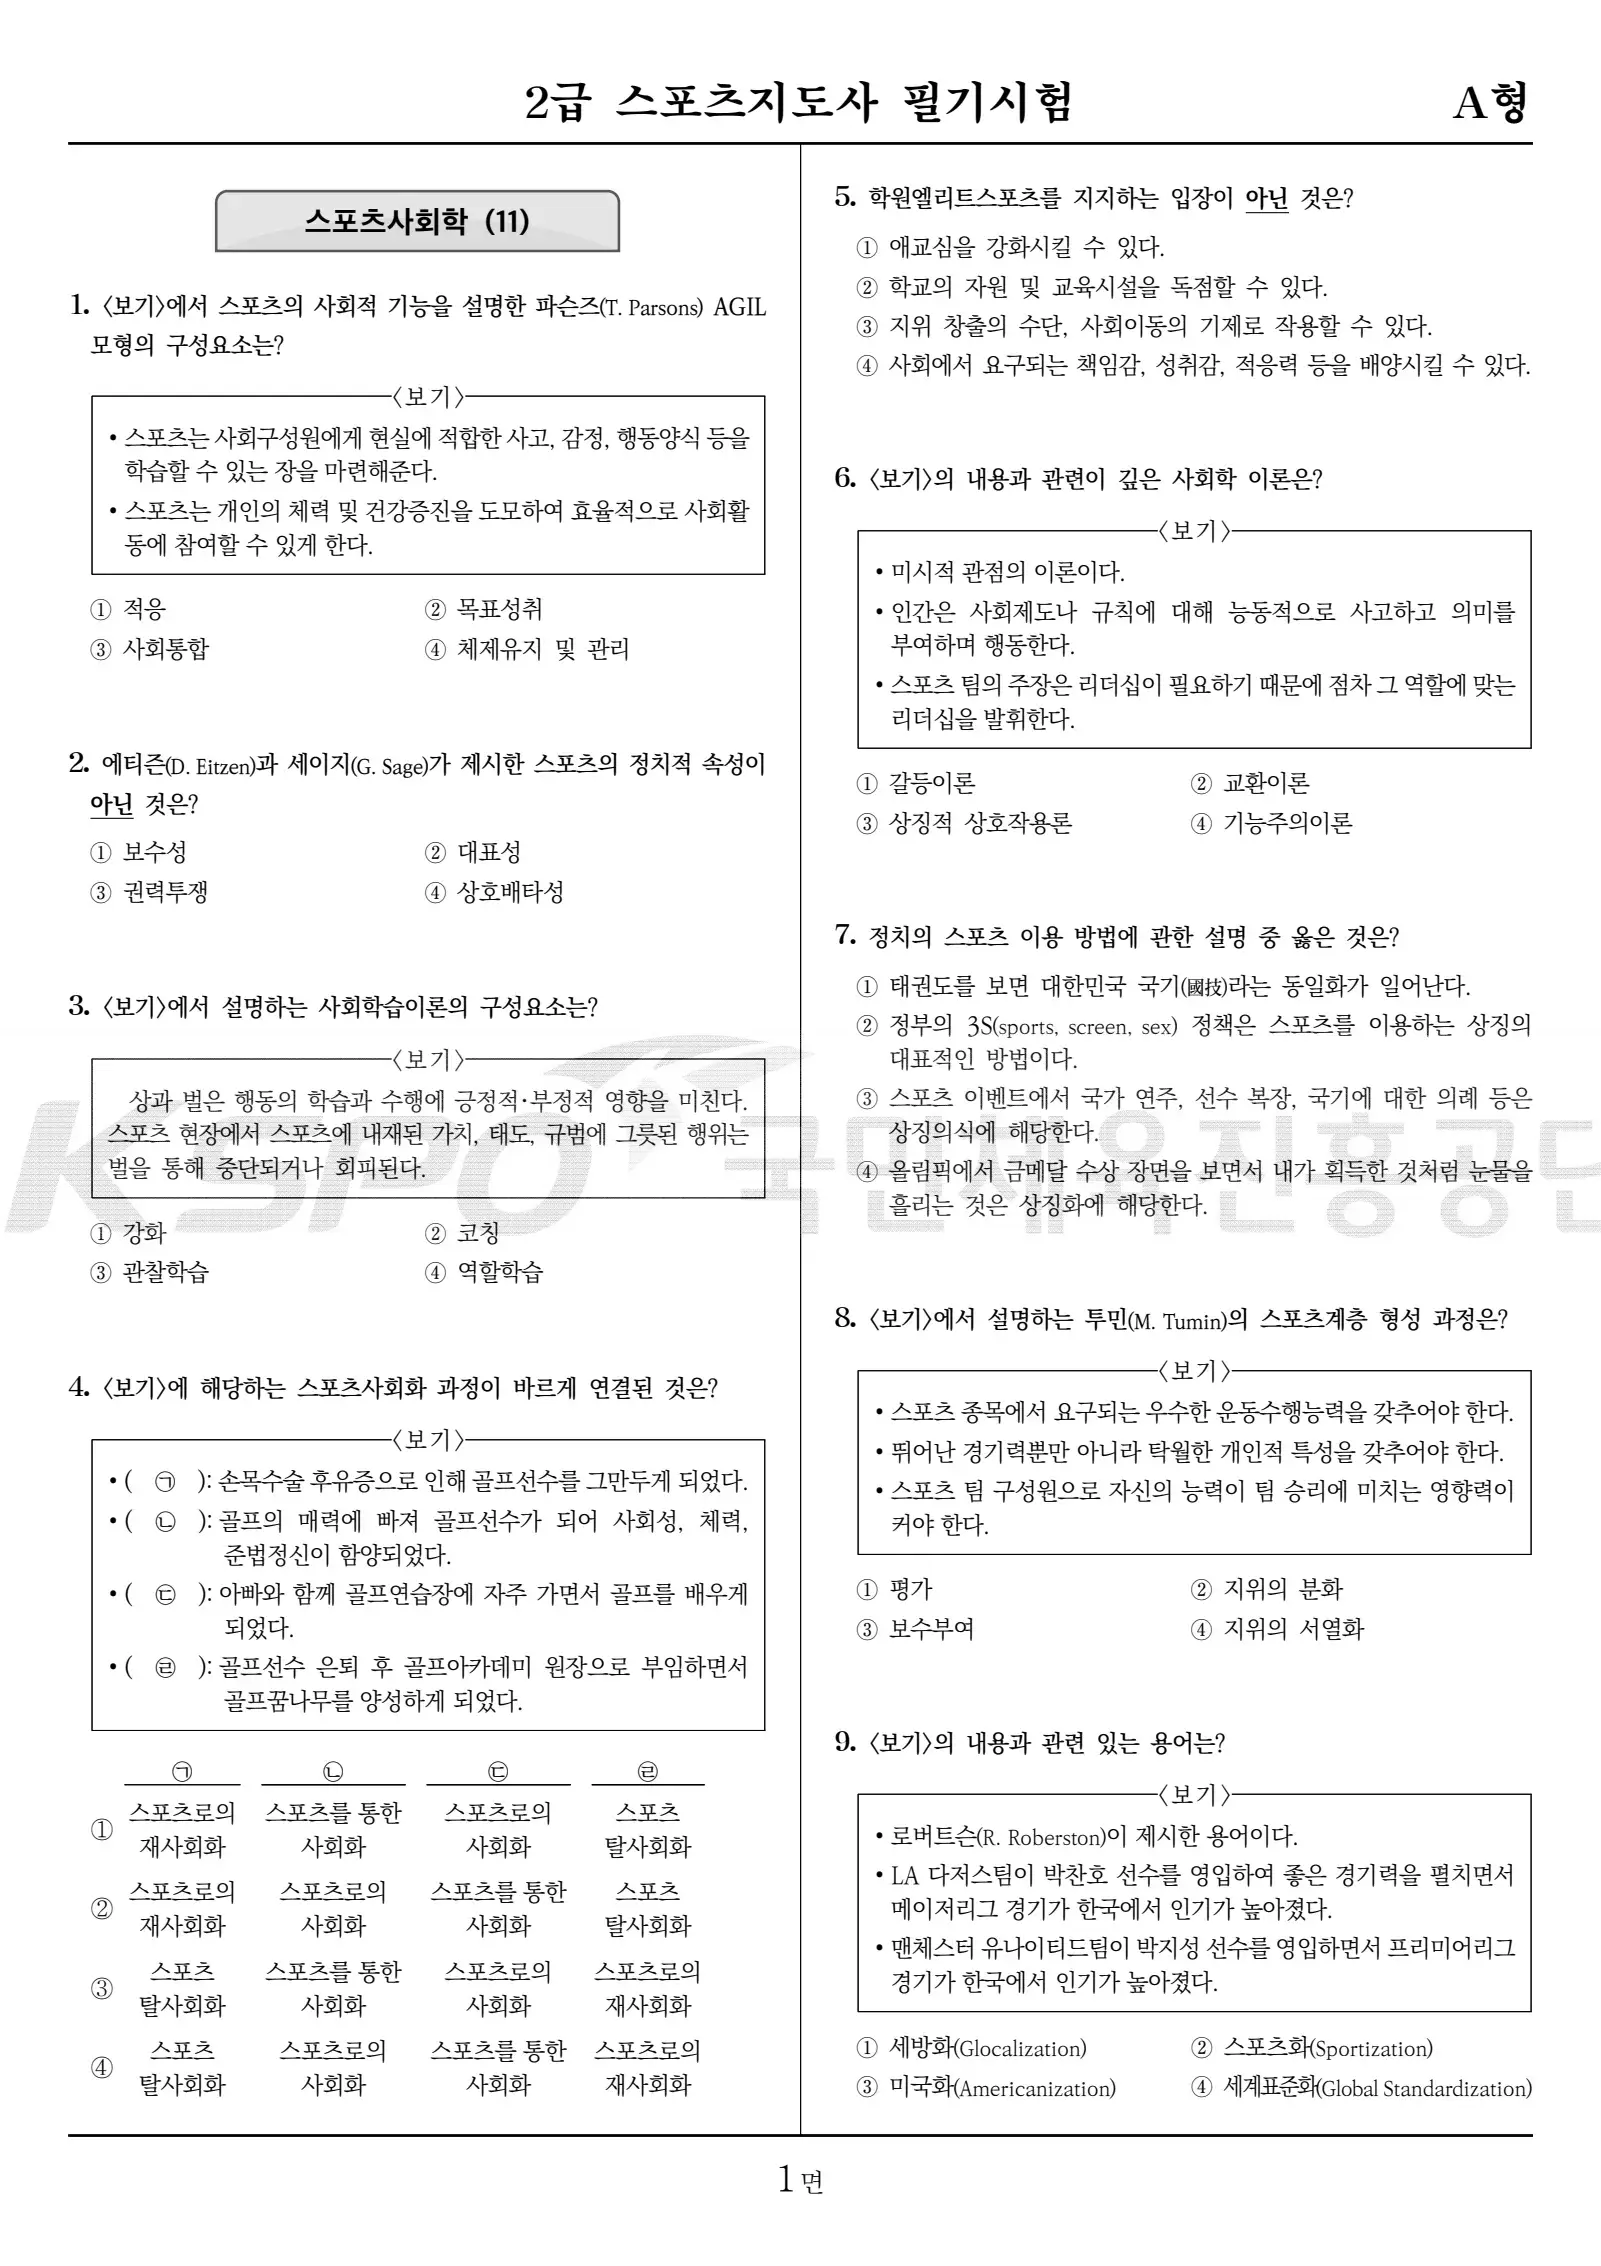 2급 스포츠지도사 필기시험
A형
스포츠사회학 (11)
1. <보기>에서 스포츠의 사회적 기능을 설명한 파슨즈(T. Parsons) AGIL
모형의 구성요소는?
<보기>
• 스포츠는 사회구성원에게 현실에 적합한 사고, 감정, 행동양식 등을
학습할 수 있는 장을 마련해준다.
• 스포츠는 개인의 체력 및 건강증진을 도모하여 효율적으로 사회활
동에 참여할 수 있게 한다.
① 적응 ② 목표성취
③ 사회통합 ④ 체제유지 및 관리
2. 에티즌(D. Eitzen)과 세이지(G. Sage)가 제시한 스포츠의 정치적 속성이
아닌 것은?
① 보수성 ② 대표성
③ 권력투쟁 ④ 상호배타성
3. <보기>에서 설명하는 사회학습이론의 구성요소는?
<보기>
상과 벌은 행동의 학습과 수행에 긍정적·부정적 영향을 미친다.
스포츠 현장에서 스포츠에 내재된 가치, 태도, 규범에 그릇된 행위는
벌을 통해 중단되거나 회피된다.
① 강화 ② 코칭
③ 관찰학습 ④ 역할학습
4. <보기>에 해당하는 스포츠사회화 과정이 바르게 연결된 것은?
<보기>
• ( ㉠ ): 손목수술 후유증으로 인해 골프선수를 그만두게 되었다.
• ( ㉡ ): 골프의 매력에 빠져 골프선수가 되어 사회성, 체력,
준법정신이 함양되었다.
• ( ㉢ ): 아빠와 함께 골프연습장에 자주 가면서 골프를 배우게
되었다.
• ( ㉣ ): 골프선수 은퇴 후 골프아카데미 원장으로 부임하면서
골프꿈나무를 양성하게 되었다.
㉠ ㉡ ㉢ ㉣
스포츠로의 스포츠를 통한 스포츠로의 스포츠
①
재사회화 사회화 사회화 탈사회화
스포츠로의 스포츠로의 스포츠를 통한 스포츠
②
재사회화 사회화 사회화 탈사회화
스포츠 스포츠를 통한 스포츠로의 스포츠로의
③
탈사회화 사회화 사회화 재사회화
스포츠 스포츠로의 스포츠를 통한 스포츠로의
④
탈사회화 사회화 사회화 재사회화
5. 학원엘리트스포츠를 지지하는 입장이 아닌 것은?
① 애교심을 강화시킬 수 있다.
② 학교의 자원 및 교육시설을 독점할 수 있다.
③ 지위 창출의 수단, 사회이동의 기제로 작용할 수 있다.
④ 사회에서 요구되는 책임감, 성취감, 적응력 등을 배양시킬 수 있다.
6. <보기>의 내용과 관련이 깊은 사회학 이론은?
<보기>
• 미시적 관점의 이론이다.
• 인간은 사회제도나 규칙에 대해 능동적으로 사고하고 의미를
부여하며 행동한다.
• 스포츠 팀의 주장은 리더십이 필요하기 때문에 점차 그 역할에 맞는
리더십을 발휘한다.
① 갈등이론 ② 교환이론
③ 상징적 상호작용론 ④ 기능주의이론
7. 정치의 스포츠 이용 방법에 관한 설명 중 옳은 것은?
① 태권도를 보면 대한민국 국기(國技)라는 동일화가 일어난다.
② 정부의 3S(sports, screen, sex) 정책은 스포츠를 이용하는 상징의
대표적인 방법이다.
③ 스포츠 이벤트에서 국가 연주, 선수 복장, 국기에 대한 의례 등은
상징의식에 해당한다.
④ 올림픽에서 금메달 수상 장면을 보면서 내가 획득한 것처럼 눈물을
흘리는 것은 상징화에 해당한다.
8. <보기>에서 설명하는 투민(M. Tumin)의 스포츠계층 형성 과정은?
<보기>
• 스포츠 종목에서 요구되는 우수한 운동수행능력을 갖추어야 한다.
• 뛰어난 경기력뿐만 아니라 탁월한 개인적 특성을 갖추어야 한다.
• 스포츠 팀 구성원으로 자신의 능력이 팀 승리에 미치는 영향력이
커야 한다.
① 평가 ② 지위의 분화
③ 보수부여 ④ 지위의 서열화
9. <보기>의 내용과 관련 있는 용어는?
<보기>
• 로버트슨(R. Roberston)이 제시한 용어이다.
• LA 다저스팀이 박찬호 선수를 영입하여 좋은 경기력을 펼치면서
메이저리그 경기가 한국에서 인기가 높아졌다.
• 맨체스터 유나이티드팀이 박지성 선수를 영입하면서 프리미어리그
경기가 한국에서 인기가 높아졌다.
① 세방화(Glocalization) ② 스포츠화(Sportization)
③ 미국화(Americanization) ④ 세계표준화(Global Standardization)
KSPO 국민체육진흥공단
1면